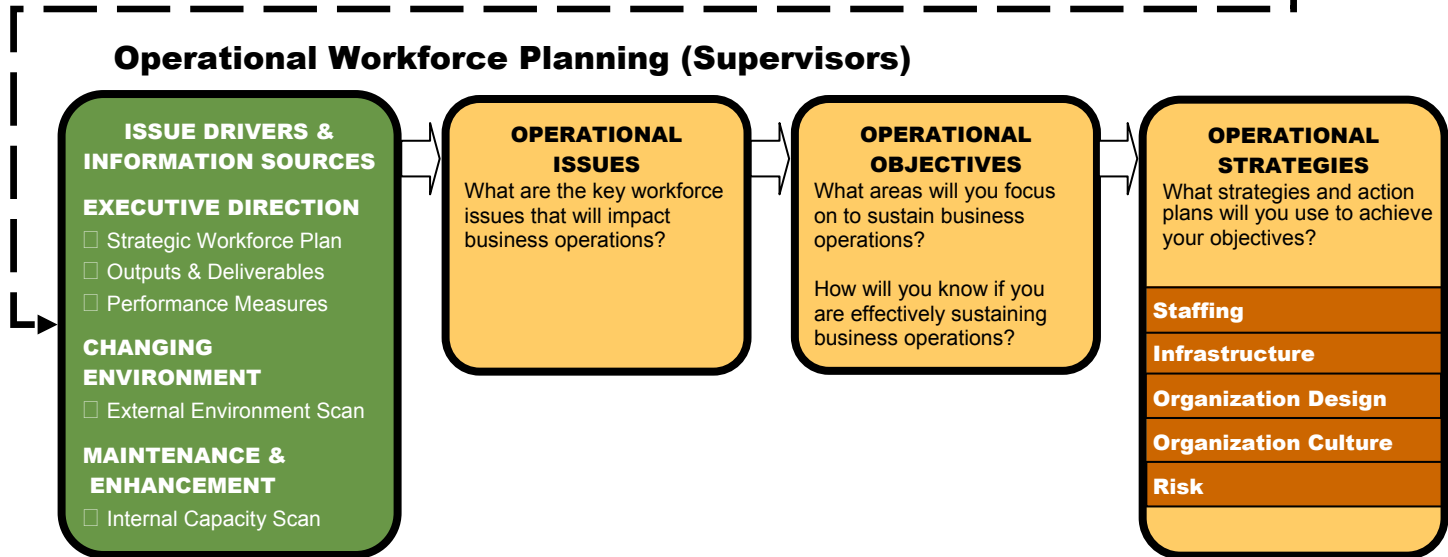 Operational Workforce Planning (Supervisors)
ISSUE DRIVERS &
INFORMATION SOURCES
EXECUTIVE DIRECTION
□ Strategic Workforce Plan
□ Outputs & Deliverables
□ Performance Measures
CHANGING
ENVIRONMENT
□ External Environment Scan
MAINTENANCE &
ENHANCEMENT
□ Internal Capacity Scan
OPERATIONAL
ISSUES
What are the key workforce
issues that will impact
business operations?
OPERATIONAL
OBJECTIVES
What areas will you focus
on to sustain business
operations?
How will you know if you
are effectively sustaining
business operations?
OPERATIONAL
STRATEGIES
What strategies and action
plans will you use to achieve
your objectives?
Staffing
Infrastructure
Organization Design
Organization Culture
Risk